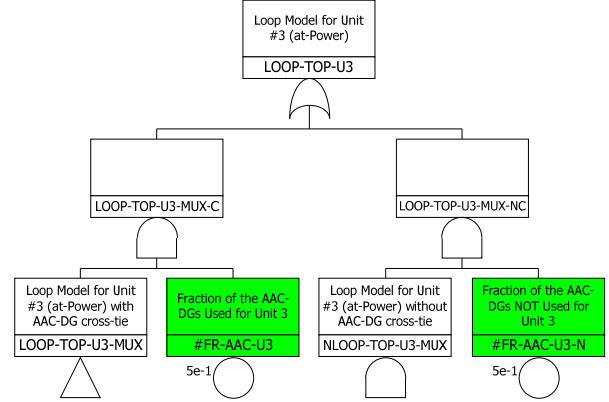 Loop Model for Unit
#3 (at-Power)
LOOP-TOP-U3
LOOP-TOP-U3-MUX-C
LOOP-TOP-U3-MUX-NC
Loop Model for Unit
#3 (at-Power) with
AAC-DG cross-tie
LOOP-TOP-U3-MUX
Fraction of the AAC-
DGs Used for Unit 3
#FR-AAC-U3
5e-1
Loop Model for Unit
#3 (at-Power) without
AAC-DG cross-tie
NLOOP-TOP-U3-MUX
Fraction of the AAC-
DGs NOT Used for
Unit 3
#FR-AAC-U3-N
5e-1